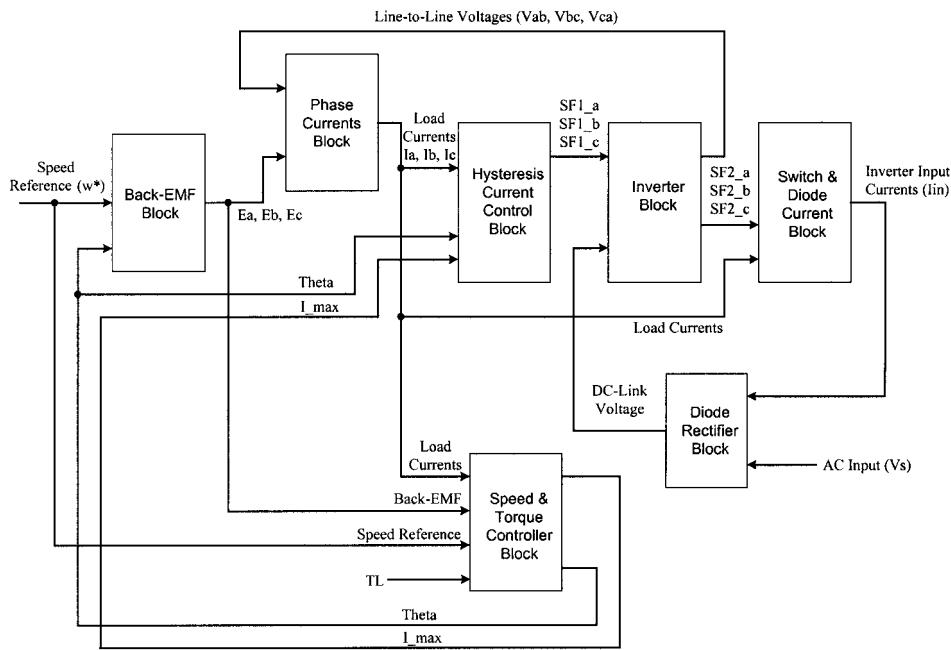 Line-to-Line Voltages (Vab, Vbc, Vca)
Phase
Currents
Block
Load
Currents
Ia, Ib, Ic
SF1_a
SF1_b
SF1_c
Speed
Reference (w*)
Back-EMF
Block
Ea, Eb, Ec
Hysteresis
Current
Control
Block
Inverter
Block
SF2_a
SF2_b
SF2_c
Switch &
Diode
Current
Block
Inverter Input
Currents (Iin)
Theta
I_max
Load Currents
DC-Link
Voltage
Diode
Rectifier
Block
AC Input (Vs)
Load
Currents
Back-EMF
Speed Reference
TL
Speed &
Torque
Controller
Block
Theta
I_max